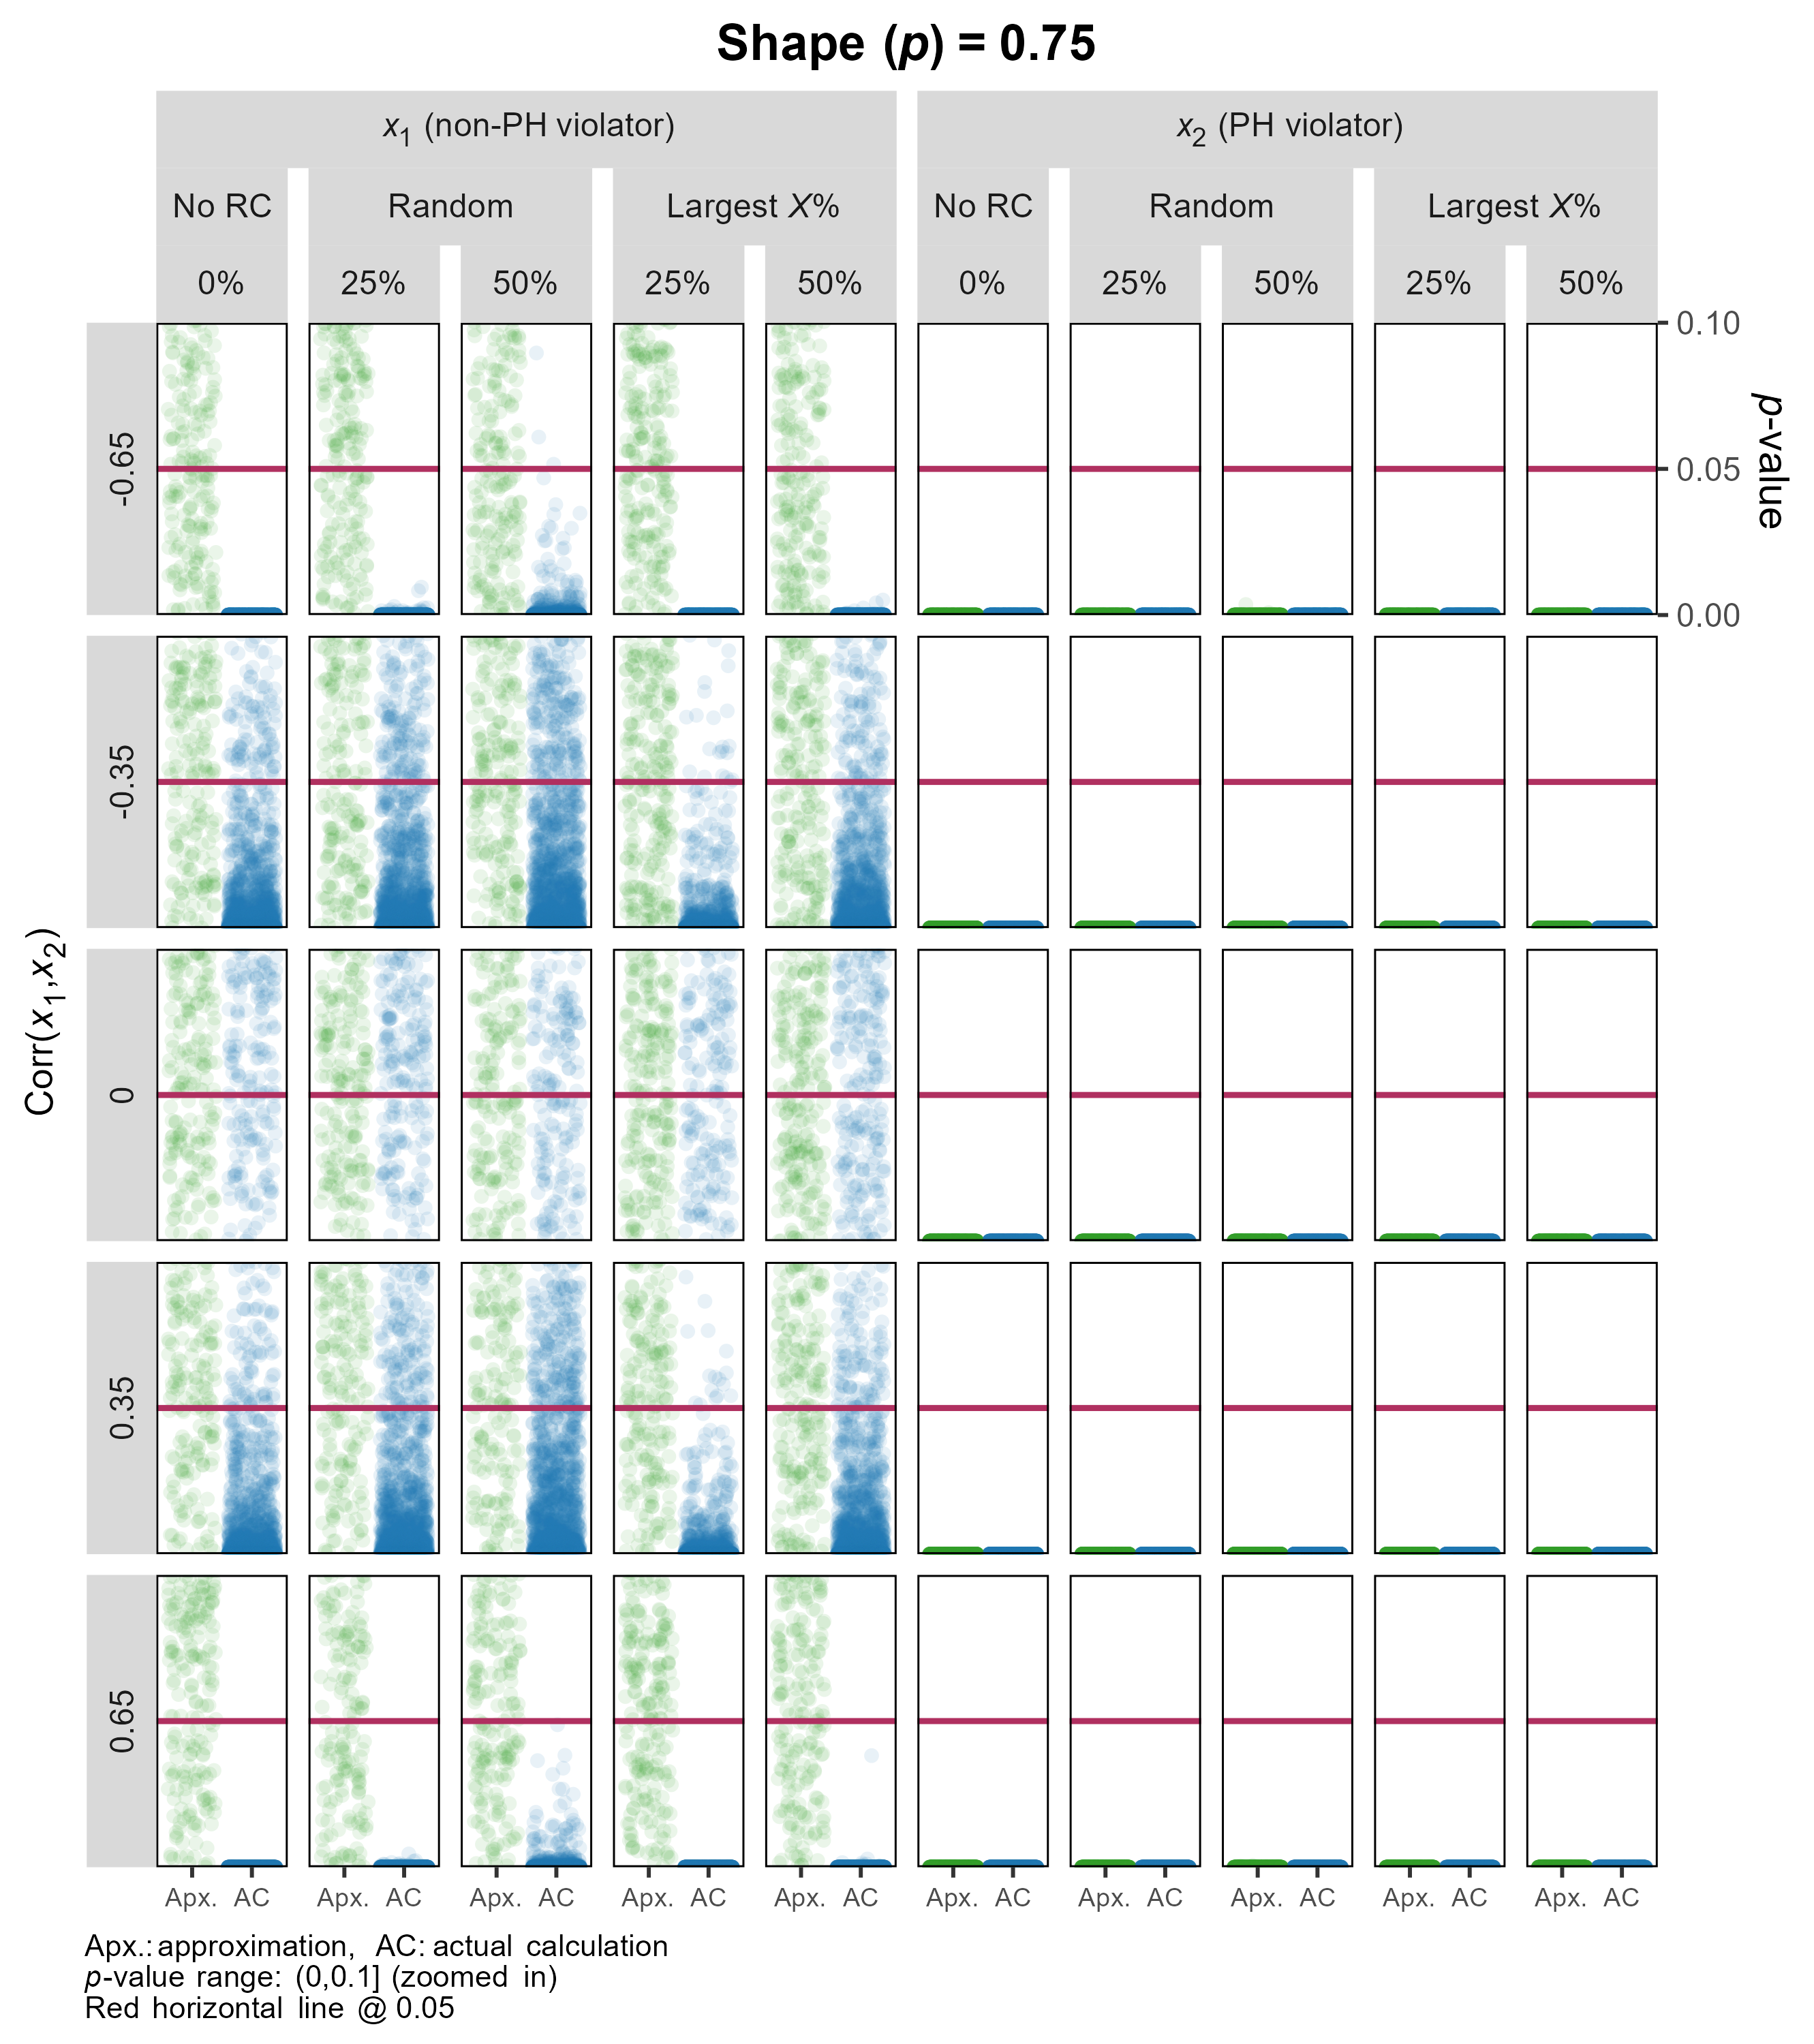 Shape (p) = 0.75
x1 (non-PH violator) x2 (PH violator)
No RC Random Largest X% No RC Random Largest X%
0% 25% 50% 25% 50% 0% 25% 50% 25% 50%
0.10
0.05
0.00
p-value
-0.65
-0.35
0
0.35
0.65
Corr(x1,x2)
Apx. AC Apx. AC Apx. AC Apx. AC Apx. AC Apx. AC Apx. AC Apx. AC Apx. AC Apx. AC
Apx.: approximation, AC: actual calculation
p-value range: (0,0.1] (zoomed in)
Red horizontal line @ 0.05